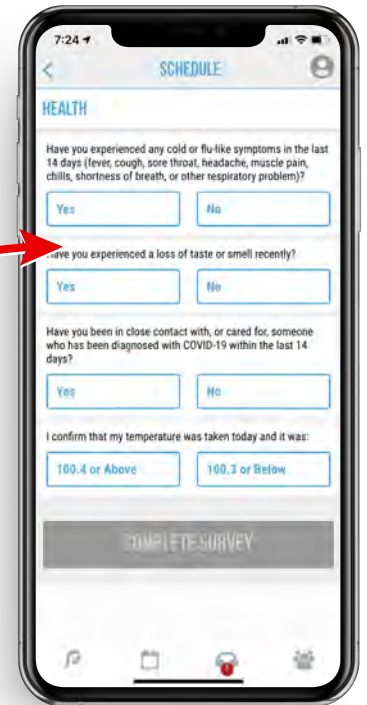 7:24
SCHEDULE
HEALTH
Have you experienced any cold or flu-like symptoms in the last
14 days (fever, cough, sore throat, headache, muscle pain,
chills, shortness of breath, or other respiratory problem)?
Yes No
Have you experienced a loss of taste or smell recently?
Yes No
Have you been in close contact with, or cared for, someone
who has been diagnosed with COVID-19 within the last 14
days?
Yes No
I confirm that my temperature was taken today and it was:
100.4 or Above 100.3 or Below
COMPLETE SURVEY